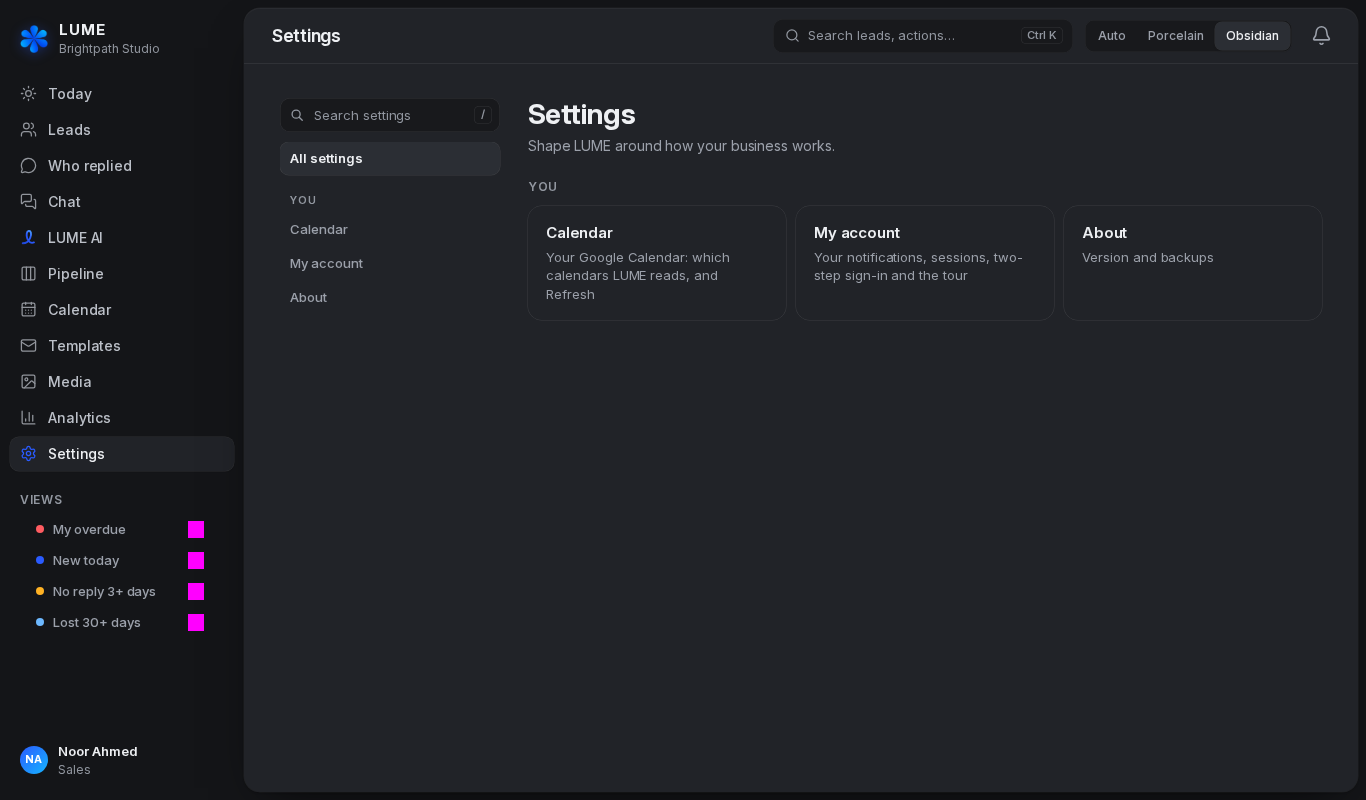 LUME
Brightpath Studio
Today
Leads
Who replied
Chat
LUME AI
Pipeline
Calendar
Templates
Media
Analytics
Settings
VIEWS
My overdue
New today
No reply 3+ days
Lost 30+ days
NA
Noor Ahmed
Sales
Settings
Search leads, actions…
Ctrl K
Auto
Porcelain
Obsidian
Search settings
/
All settings
YOU
Calendar
My account
About
Settings
Shape LUME around how your business works.
YOU
Calendar
Your Google Calendar: which
calendars LUME reads, and
Refresh
My account
Your notifications, sessions, two-
step sign-in and the tour
About
Version and backups